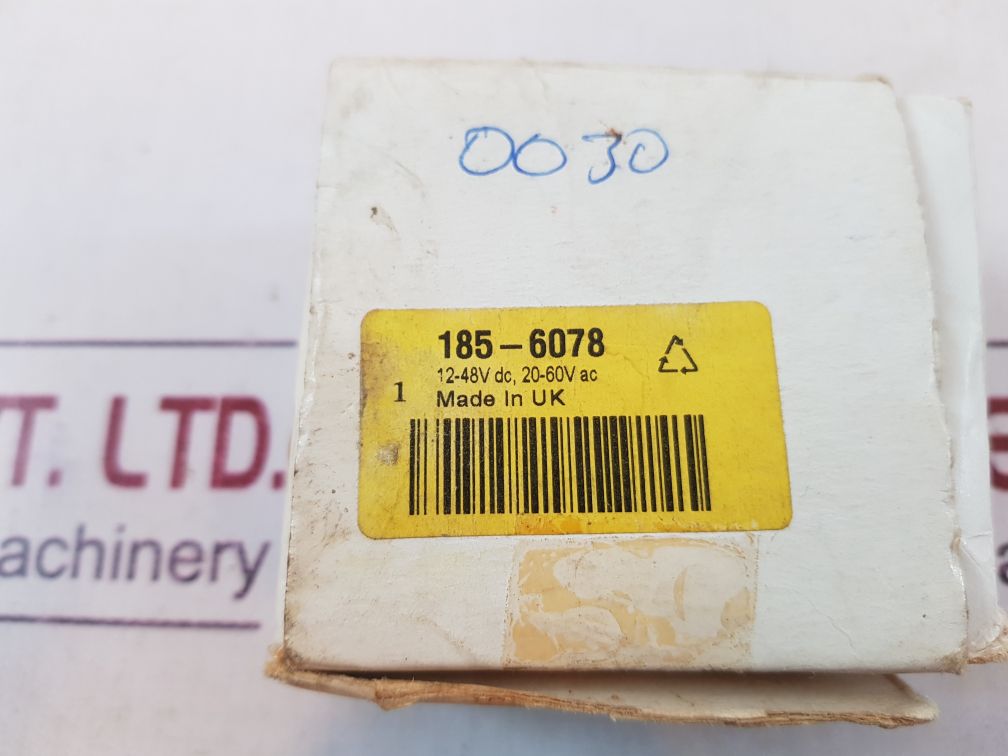 0030
185-6078
12-48V dc, 20-60V ac
1 Made In UK
T. LTD.
achinery